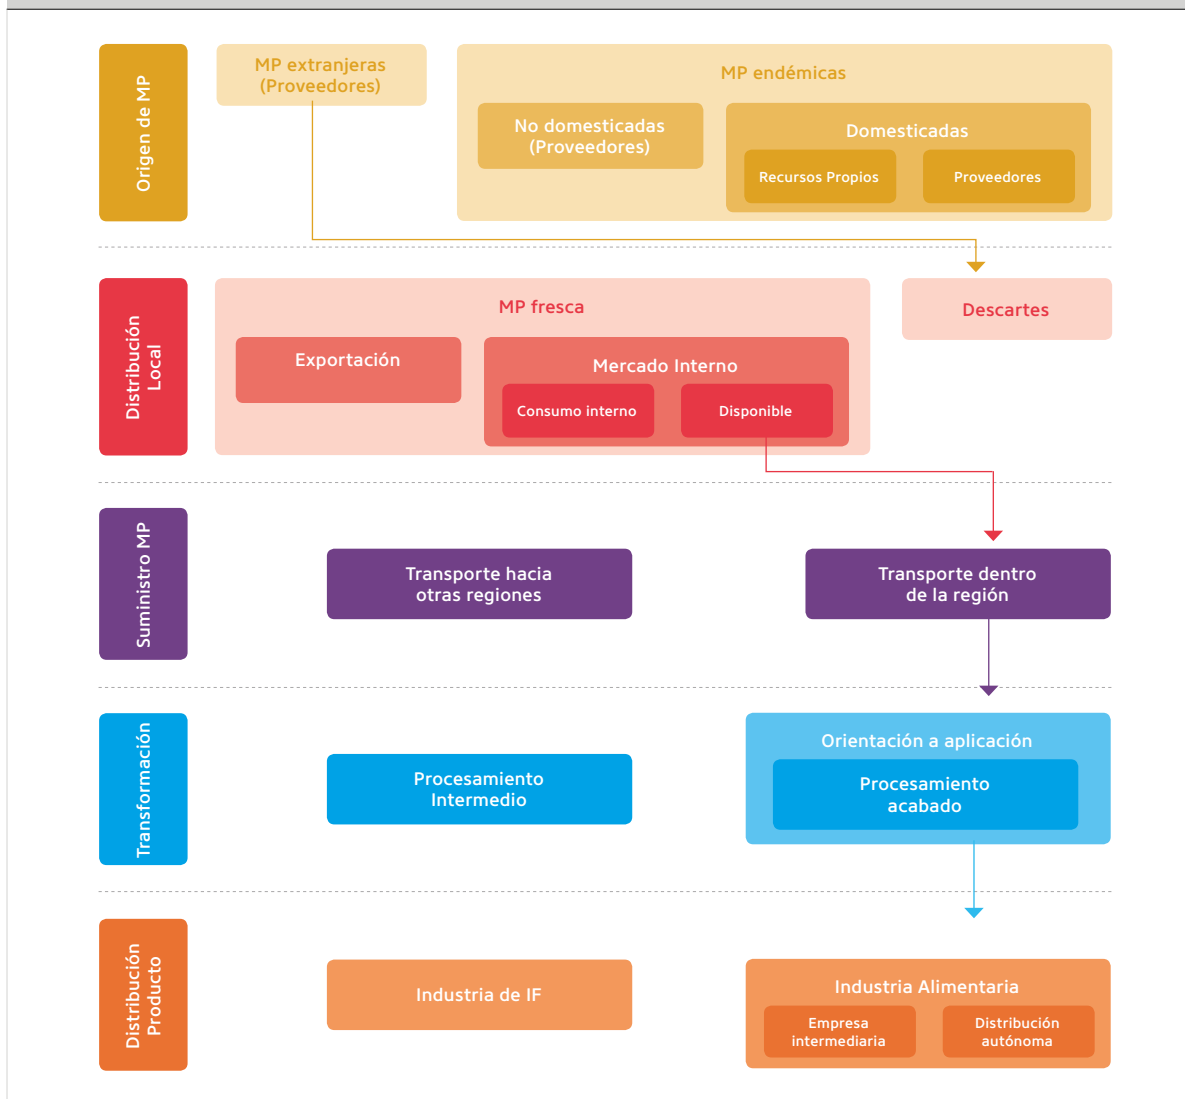 Origen de MP
MP extranjeras
(Proveedores)
MP endémicas
No domesticadas
(Proveedores)
Domesticadas
Recursos Propios
Proveedores
Distribución
Local
MP fresca
Exportación
Mercado Interno
Consumo interno
Disponible
Descartes
Suministro MP
Transporte hacia
otras regiones
Transporte dentro
de la región
Transformación
Procesamiento
Intermedio
Orientación a aplicación
Procesamiento
acabado
Distribución
Producto
Industria de IF
Industria Alimentaria
Empresa
intermediaria
Distribución
autónoma